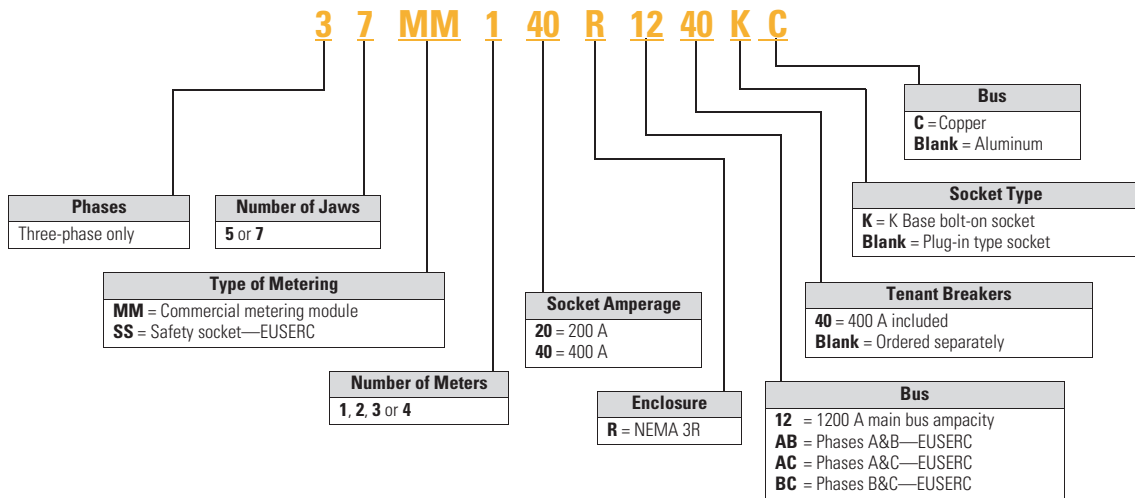 3 7 MM 1 40 R 12 40 K C
Bus
C = Copper
Blank = Aluminum
Phases
Three-phase only
Number of Jaws
5 or 7
Socket Type
K = K Base bolt-on socket
Blank = Plug-in type socket
Type of Metering
MM = Commercial metering module
SS = Safety socket—EUSERC
Socket Amperage
20 = 200 A
40 = 400 A
Tenant Breakers
40 = 400 A included
Blank = Ordered separately
Number of Meters
1, 2, 3 or 4
Enclosure
R = NEMA 3R
Bus
12 = 1200 A main bus ampacity
AB = Phases A&B—EUSERC
AC = Phases A&C—EUSERC
BC = Phases B&C—EUSERC